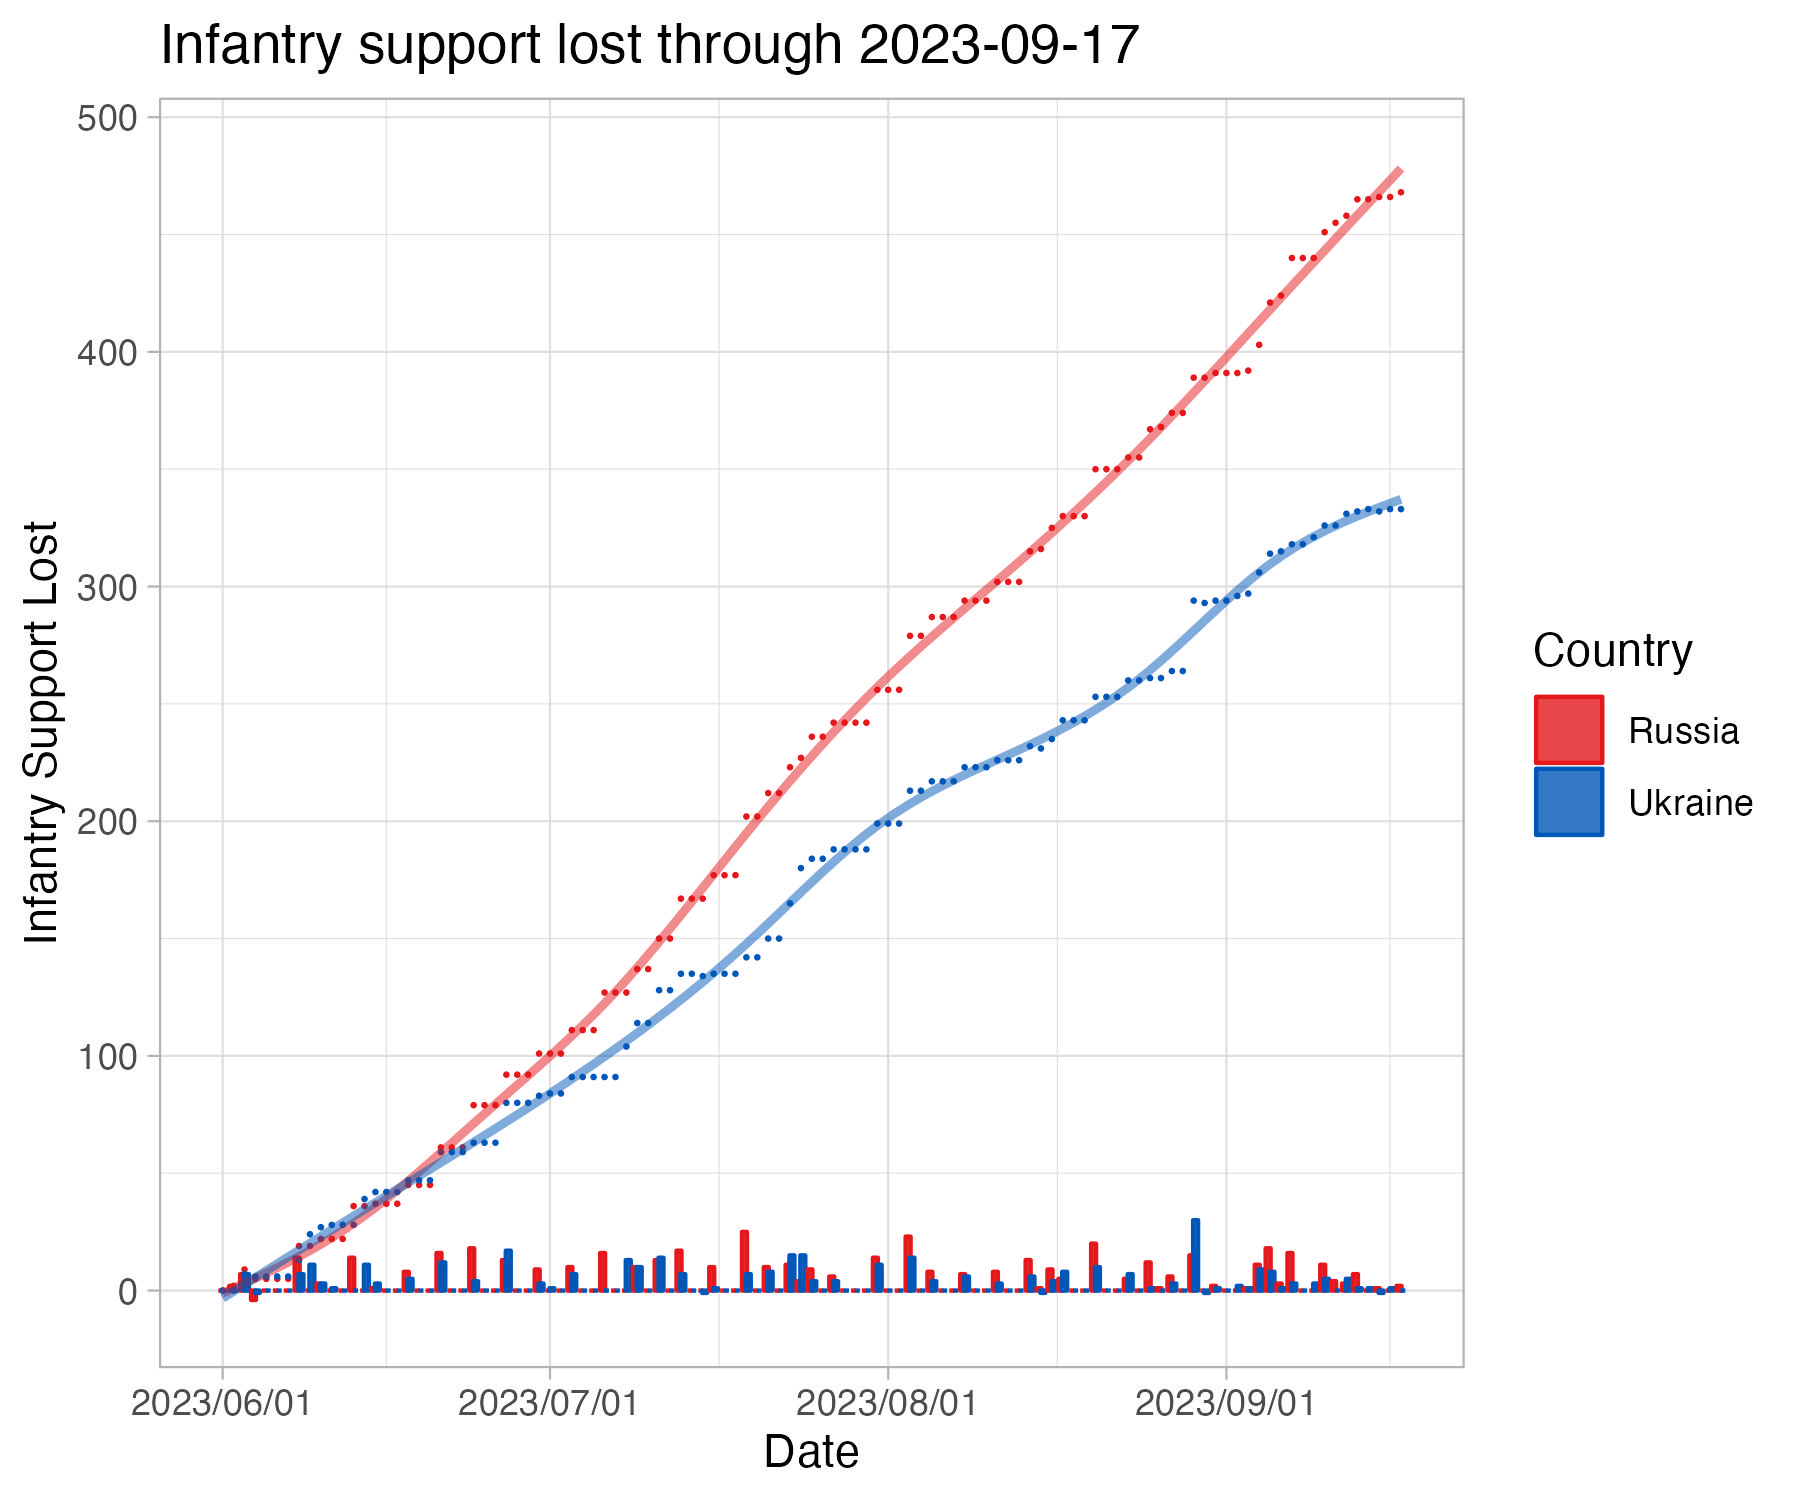 Infantry support lost through 2023-09-17
Infantry Support Lost
500
400
300
200
100
0
2023/06/01
2023/07/01
2023/08/01
2023/09/01
Date
Country
Russia
Ukraine